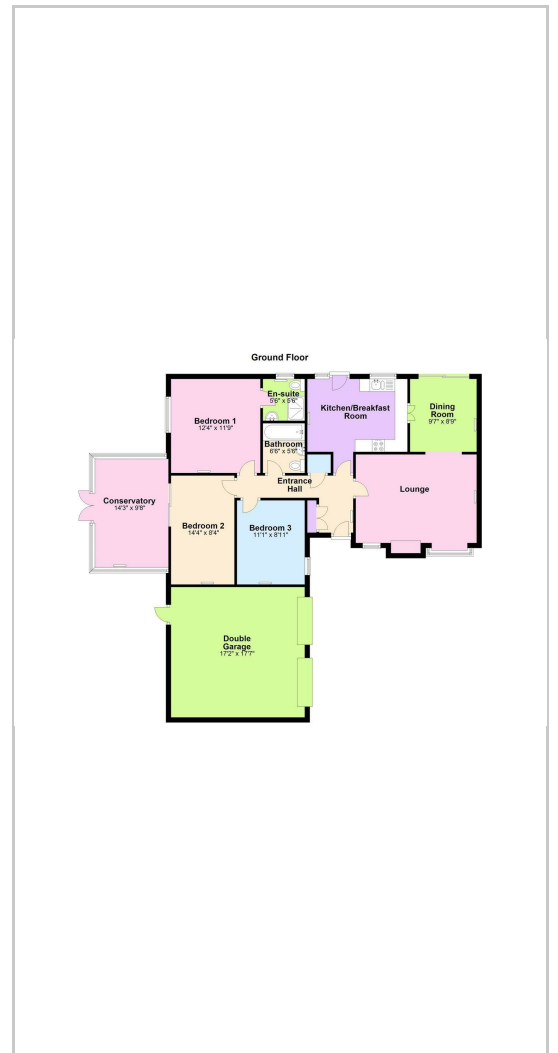 Ground Floor
En-suite
5'6" x 5'6"
Bedroom 1
12'4" x 11'9"
Kitchen/Breakfast
Room
Dining
Room
9'7" x 8'9"
Bathroom
6'6" x 5'6"
Entrance
Hall
Lounge
Conservatory
14'3" x 9'8"
Bedroom 2
14'4" x 8'4"
Bedroom 3
11'1" x 8'11"
Double
Garage
17'2" x 17'7"